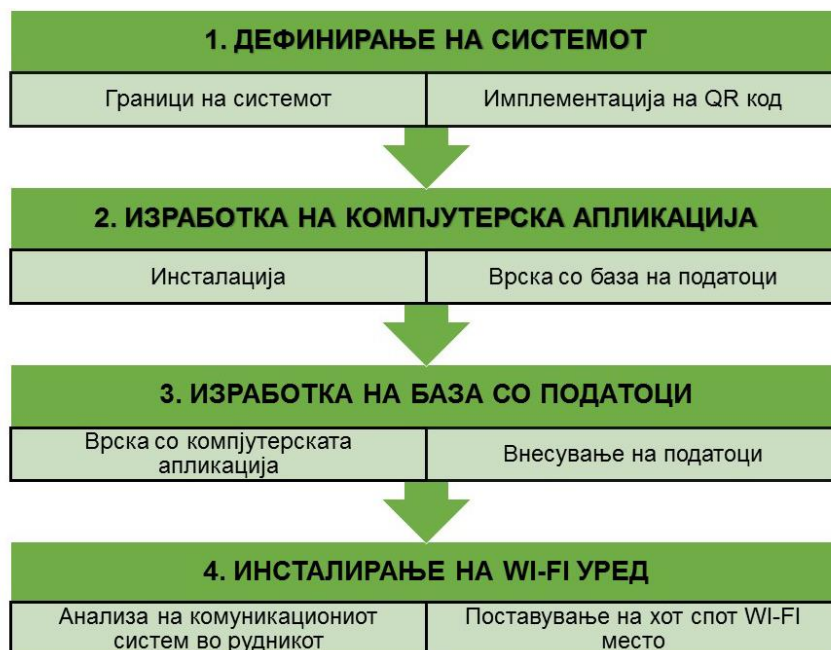 1. ДЕФИНИРАЊЕ НА СИСТЕМОТ
Граници на системот
Имплементација на QR код
2. ИЗРАБОТКА НА КОМПЈУТЕРСКА АПЛИКАЦИЈА
Инсталација
Врска со база на податоци
3. ИЗРАБОТКА НА БАЗА СО ПОДАТОЦИ
Врска со компјутерската
апликација
Внесување на податоци
4. ИНСТАЛИРАЊЕ НА WI-FI УРЕД
Анализа на комуникациониот
систем во рудникот
Поставување на хот спот WI-FI
место